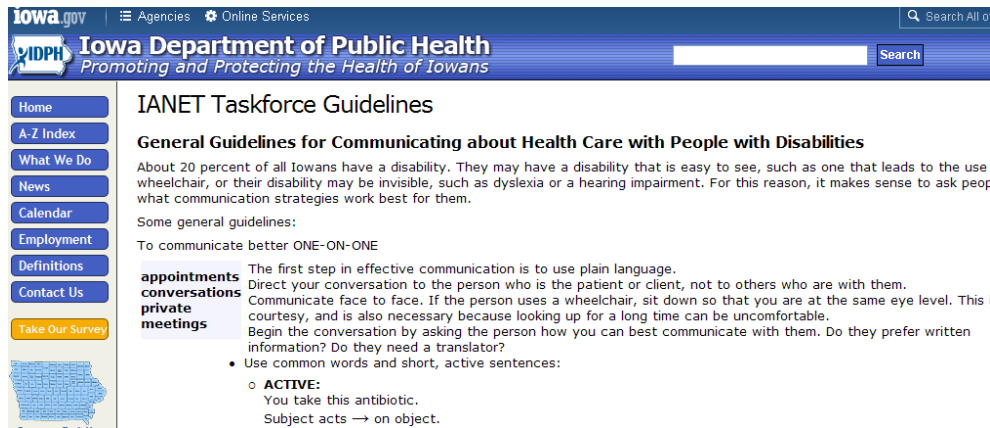 iowa.gov
Agencies
Online Services
Search All
IDPH
Iowa Department of Public Health
Promoting and Protecting the Health of Iowans
Search
Home
A-Z Index
What We Do
News
Calendar
Employment
Definitions
Contact Us
Take Our Survey
IANET Taskforce Guidelines
General Guidelines for Communicating about Health Care with People with Disabilities
About 20 percent of all Iowans have a disability. They may have a disability that is easy to see, such as one that leads to the use
wheelchair, or their disability may be invisible, such as dyslexia or a hearing impairment. For this reason, it makes sense to ask peop
what communication strategies work best for them.
Some general guidelines:
To communicate better ONE-ON-ONE
appointments
conversations
private
meetings
The first step in effective communication is to use plain language.
Direct your conversation to the person who is the patient or client, not to others who are with them.
Communicate face to face. If the person uses a wheelchair, sit down so that you are at the same eye level. This i
courtesy, and is also necessary because looking up for a long time can be uncomfortable.
Begin the conversation by asking the person how you can best communicate with them. Do they prefer written
information? Do they need a translator?
• Use common words and short, active sentences:
o ACTIVE:
You take this antibiotic.
Subject acts → on object.